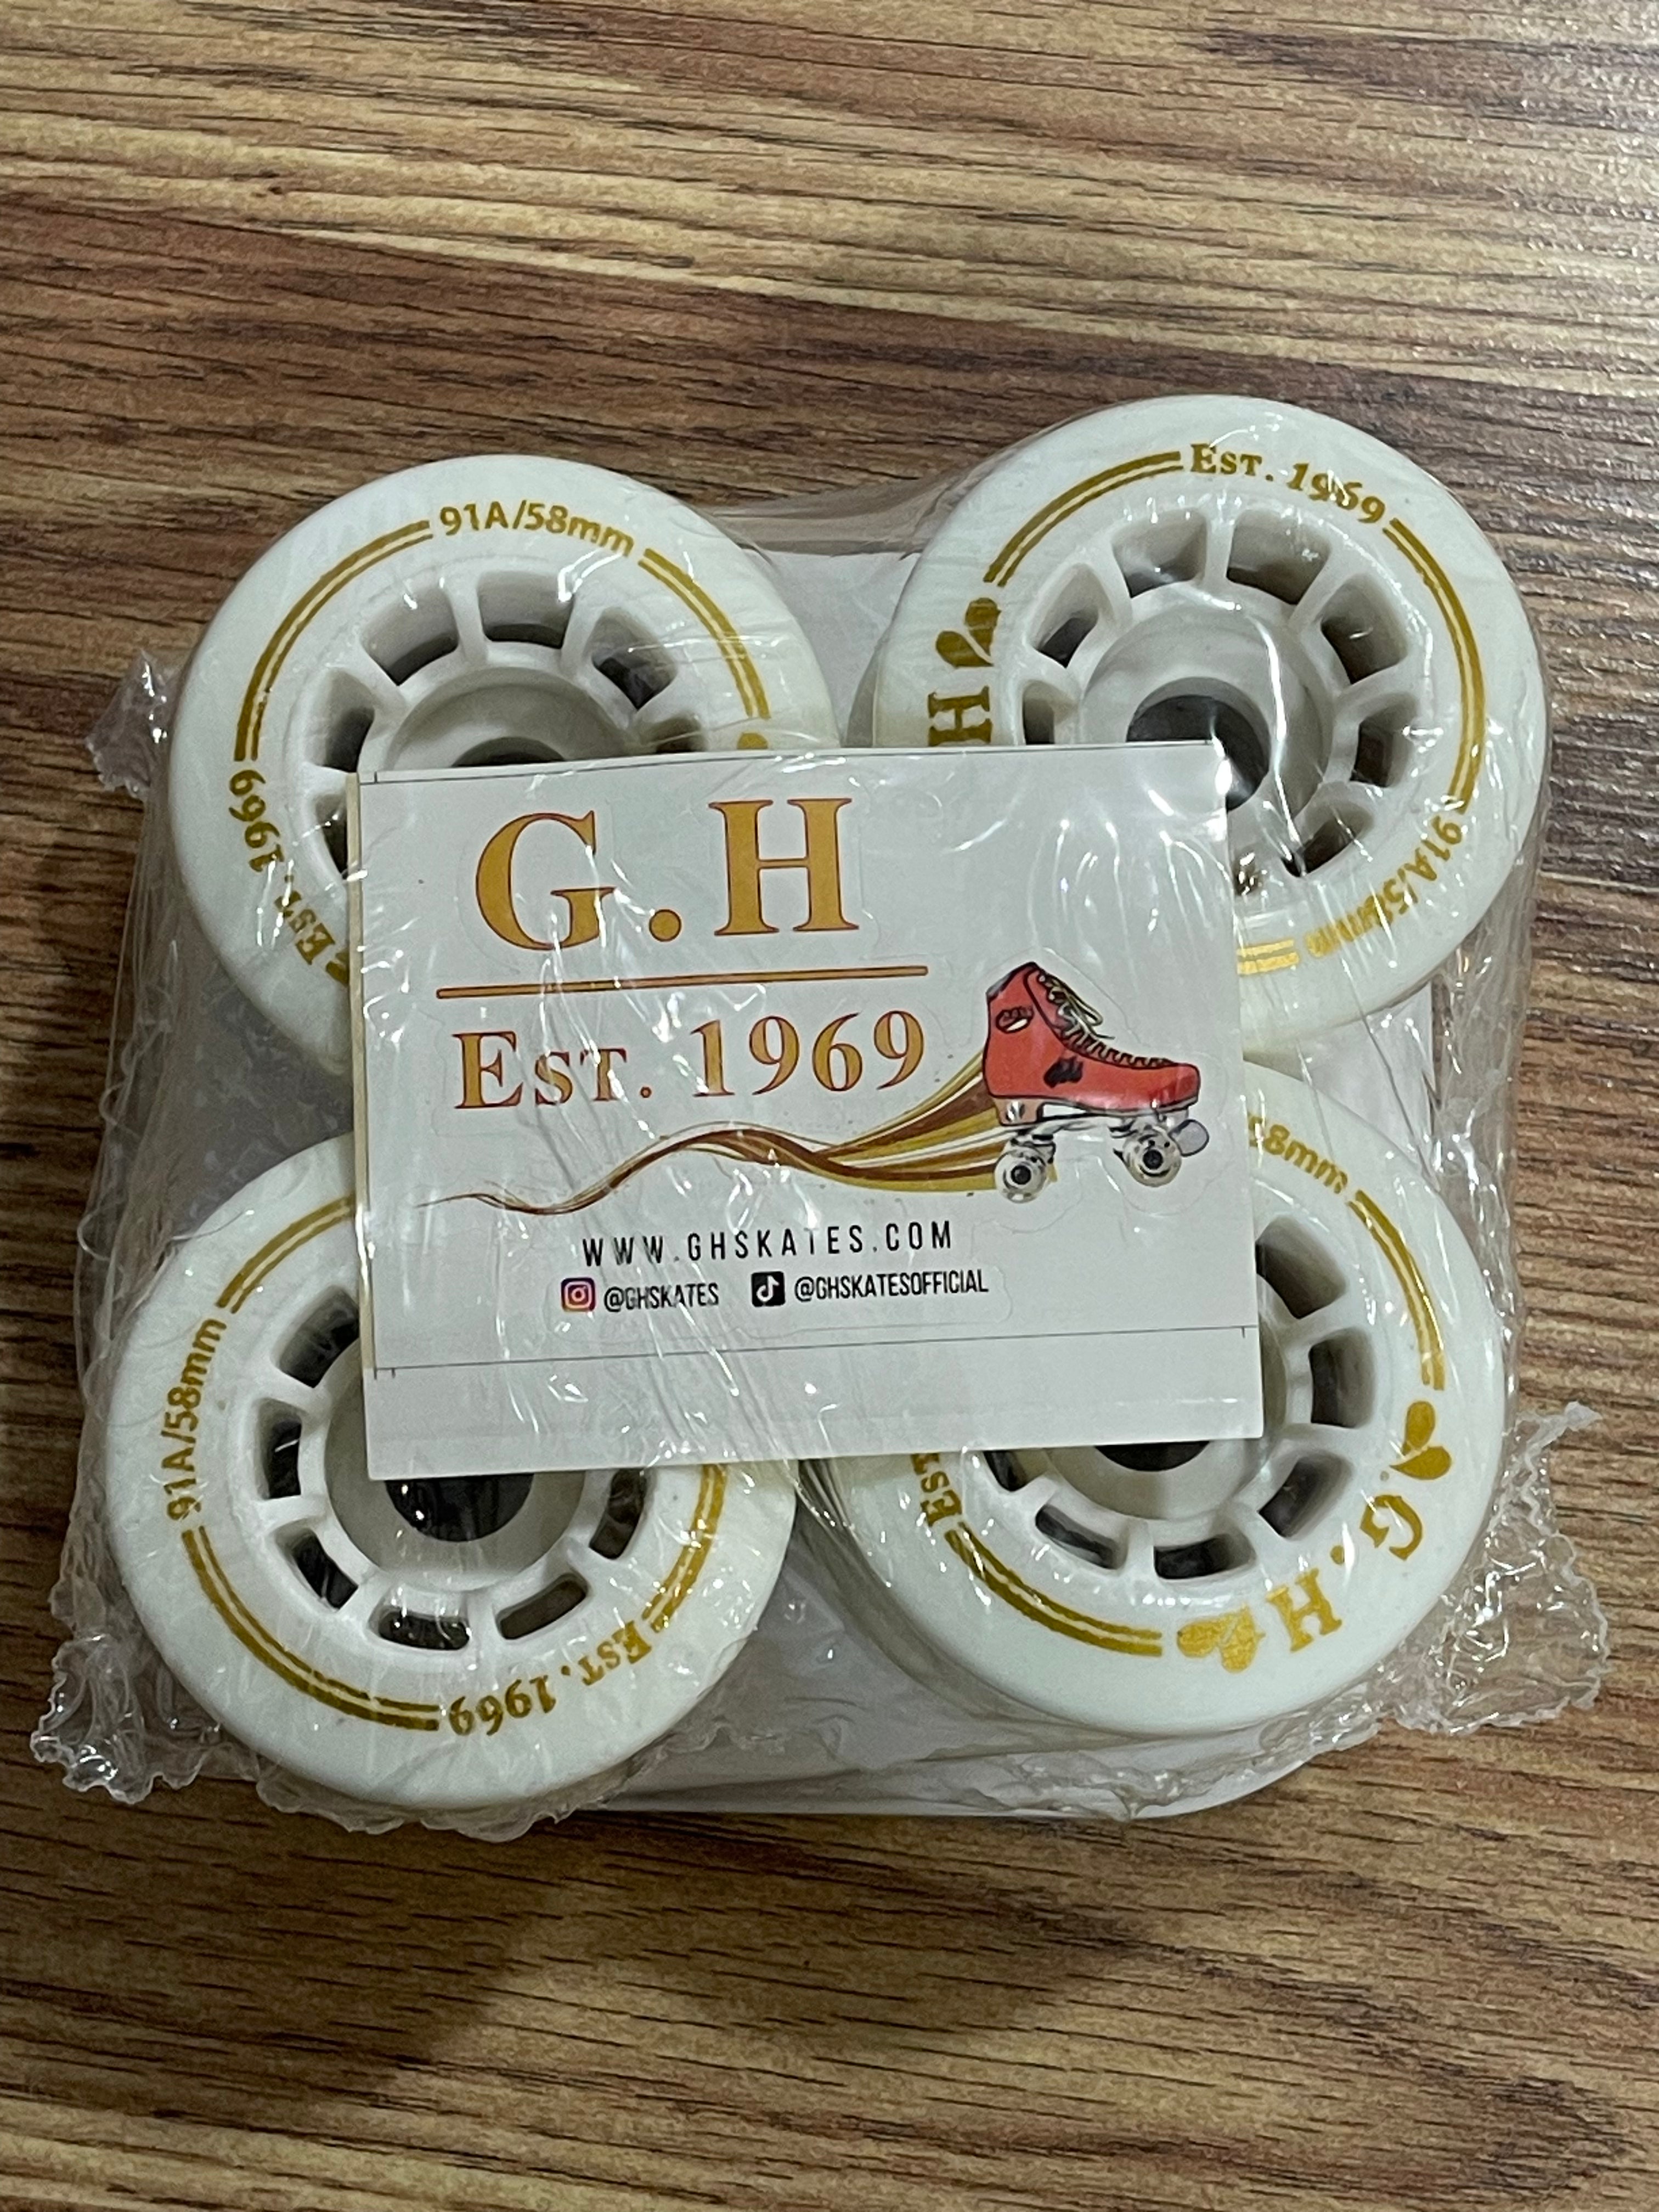 91A/58mm
EST. 1969
EST. 1969
H
91A/58mm
G.H
EST. 1969
WWW.GHSKATES.COM
@GHSKATES @GHSKATESOFFICIAL
91A/58mm
EST. 1969
58mm
G.H